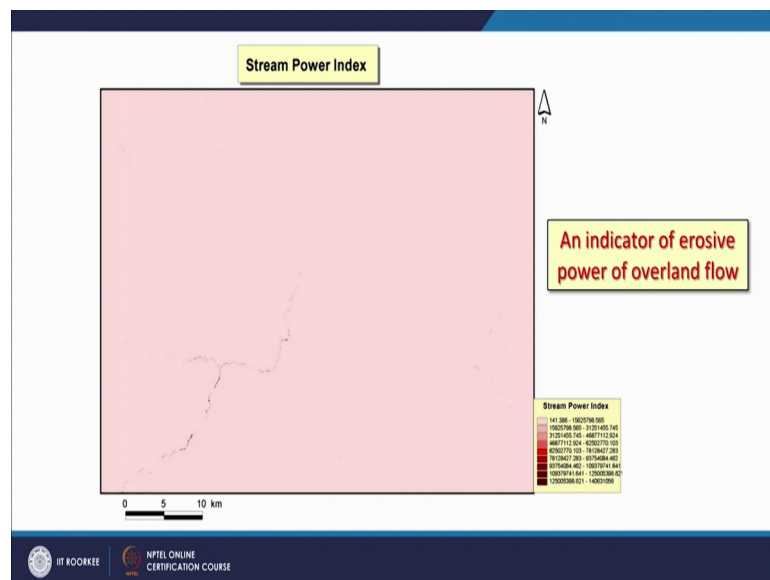 Stream Power Index
N
An indicator of erosive
power of overland flow
Stream Power Index
141.386 - 15625798.565
15625798.565 - 31251455.745
31251455.745 - 46877112.924
46877112.924 - 62502770.103
62502770.103 - 78128427.283
78128427.283 - 93754084.462
93754084.462 - 109379741.641
109379741.641 - 125005398.821
125005398.821 - 140631056
0 5 10 km
IIT ROORKEE
NPTEL ONLINE
CERTIFICATION COURSE